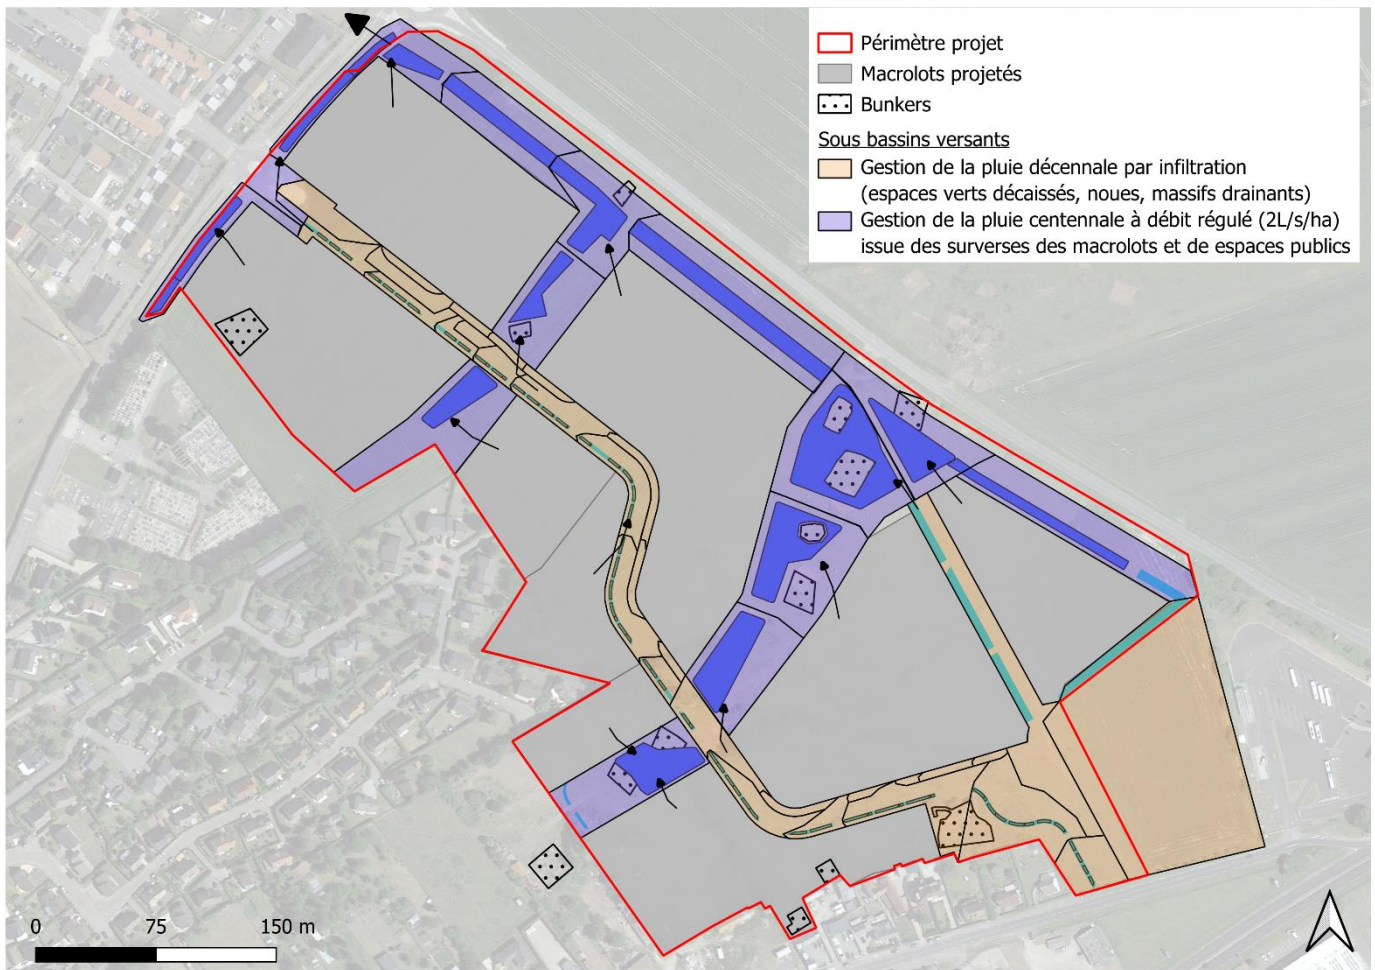 Périmètre projet
Macrolots projetés
Bunkers
Sous bassins versants
Gestion de la pluie décennale par infiltration
(espaces verts décaissés, noues, massifs drainants)
Gestion de la pluie centennale à débit régulé (2L/s/ha)
issue des surverses des macrolots et de espaces publics
0 75 150 m